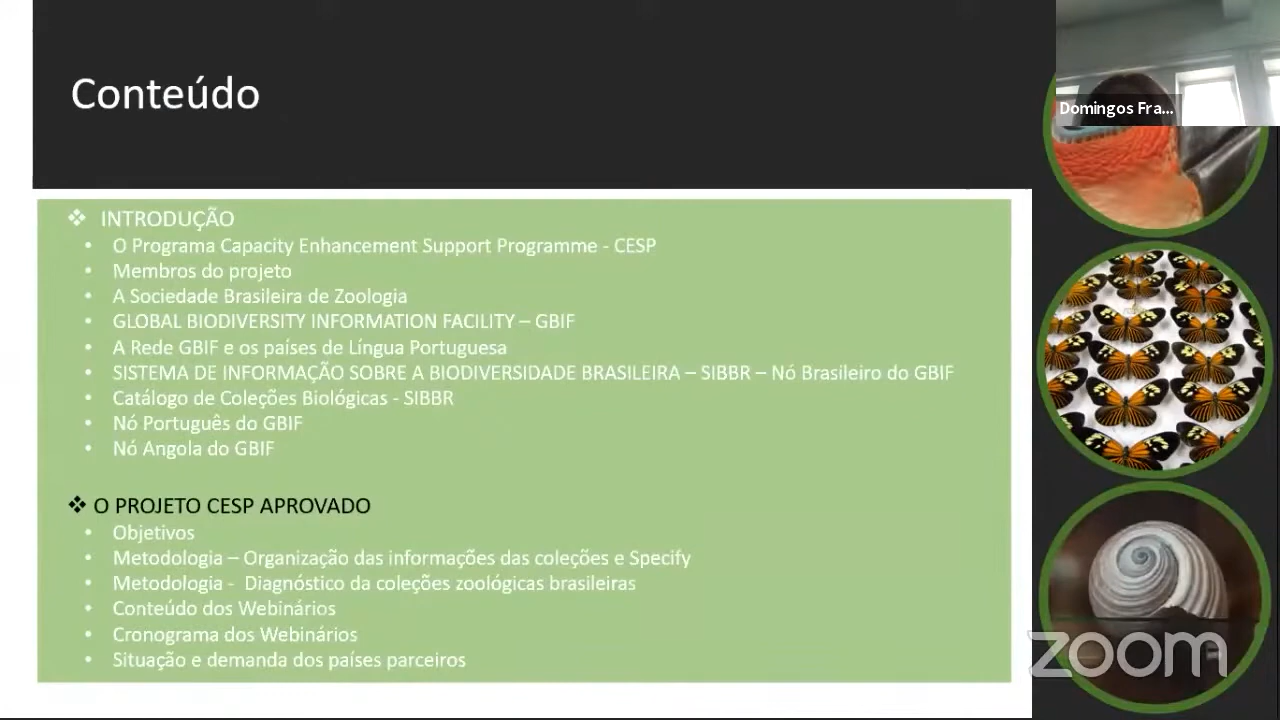 Conteúdo
Domingos Fra...
❖ INTRODUÇÃO
• O Programa Capacity Enhancement Support Programme - CESP
• Membros do projeto
• A Sociedade Brasileira de Zoologia
• GLOBAL BIODIVERSITY INFORMATION FACILITY – GBIF
• A Rede GBIF e os países de Língua Portuguesa
• SISTEMA DE INFORMAÇÃO SOBRE A BIODIVERSIDADE BRASILEIRA – SIBBR – Nó Brasileiro do GBIF
• Catálogo de Coleções Biológicas - SIBBR
• Nó Português do GBIF
• Nó Angola do GBIF
❖ O PROJETO CESP APROVADO
• Objetivos
• Metodologia – Organização das informações das coleções e Specify
• Metodologia - Diagnóstico da coleções zoológicas brasileiras
• Conteúdo dos Webinários
• Cronograma dos Webinários
• Situação e demanda dos países parceiros
zoom